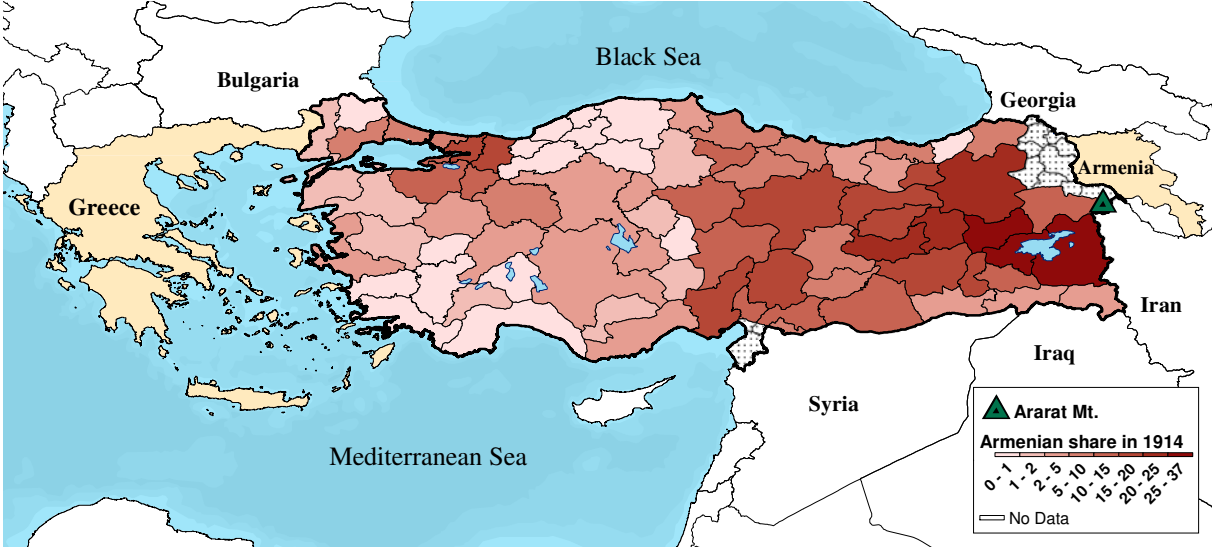 Black Sea
Bulgaria
Georgia
Armenia
Greece
Iran
Iraq
Syria
Mediterranean Sea
Ararat Mt.
Armenian share in 1914
0 - 1
1 - 2
2 - 5
5 - 10
10 - 15
15 - 20
20 - 25
25 - 37
No Data